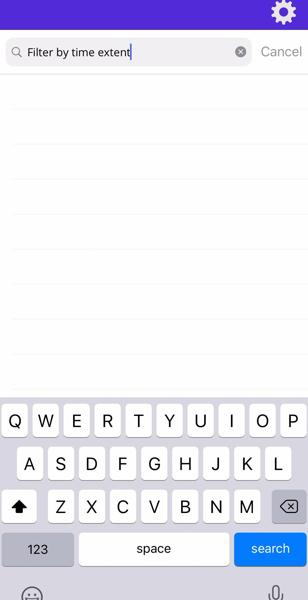 Filter by time extent
Cancel
Q W E R T Y U I O P
A S D F G H J K L
Z X C V B N M
123 space search